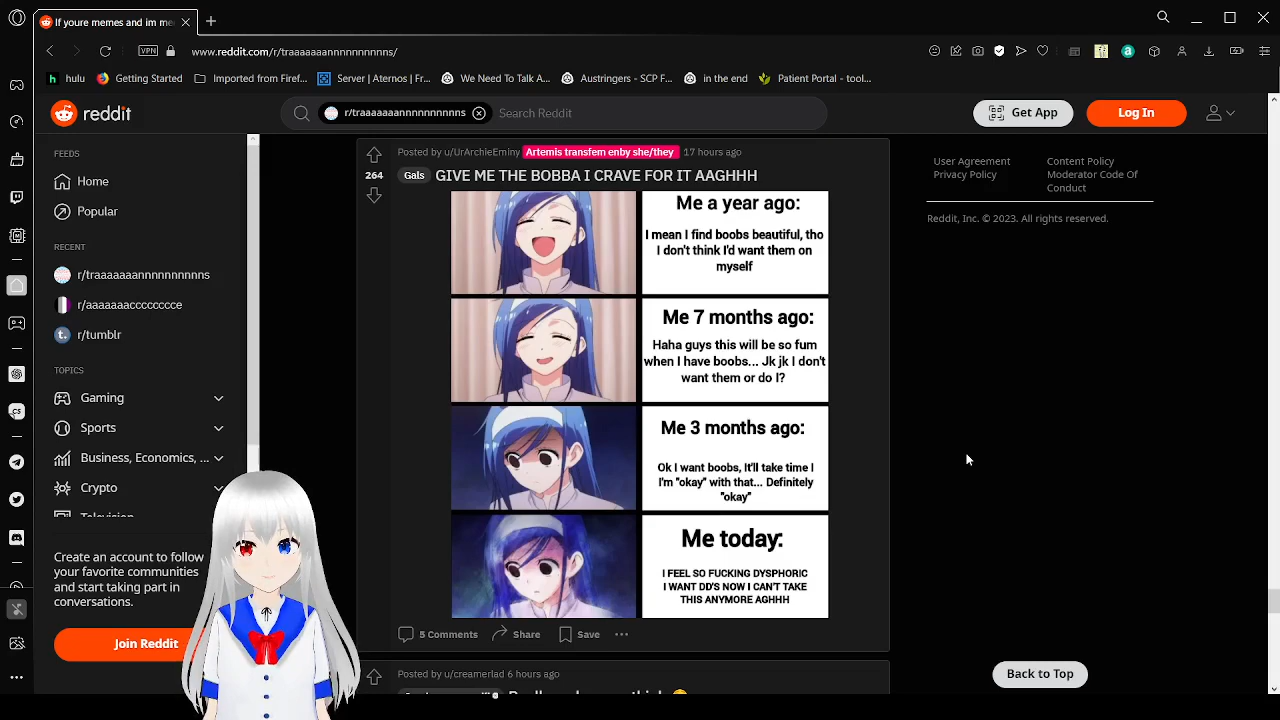 If youre memes and im me
www.reddit.com/r/traaaaaaannnnnnnnnns/
VPN
hulu
Getting Started
Imported from Firef...
Server | Aternos | Fr...
We Need To Talk A...
Austringers - SCP F...
in the end
Patient Portal - tool...
reddit
r/traaaaaaannnnnnnnnns
Search Reddit
Get App
Log In
FEEDS
Home
Popular
RECENT
r/traaaaaaannnnnnnnnns
r/aaaaaaacccccccce
r/tumblr
TOPICS
Gaming
Sports
Business, Economics, ...
Crypto
Television
Create an account to follow
your favorite communities
and start taking part in
conversations.
Join Reddit
Posted by u/UrArchieEminy Artemis transfem enby she/they 17 hours ago
264
Gals GIVE ME THE BOBBA I CRAVE FOR IT AAGHHH
Me a year ago:
I mean I find boobs beautiful, tho
I don't think I'd want them on
myself
Me 7 months ago:
Haha guys this will be so fum
when I have boobs... Jk jk I don't
want them or do I?
Me 3 months ago:
Ok I want boobs, it'll take time I
I'm "okay" with that... Definitely
"okay"
Me today:
I FEEL SO FUCKING DYSPHORIC
I WANT DD'S NOW I CAN'T TAKE
THIS ANYMORE AGHHH
5 Comments
Share
Save
Posted by u/creamerlad 6 hours ago
User Agreement
Privacy Policy
Content Policy
Moderator Code Of
Conduct
Reddit, Inc. © 2023. All rights reserved.
Back to Top